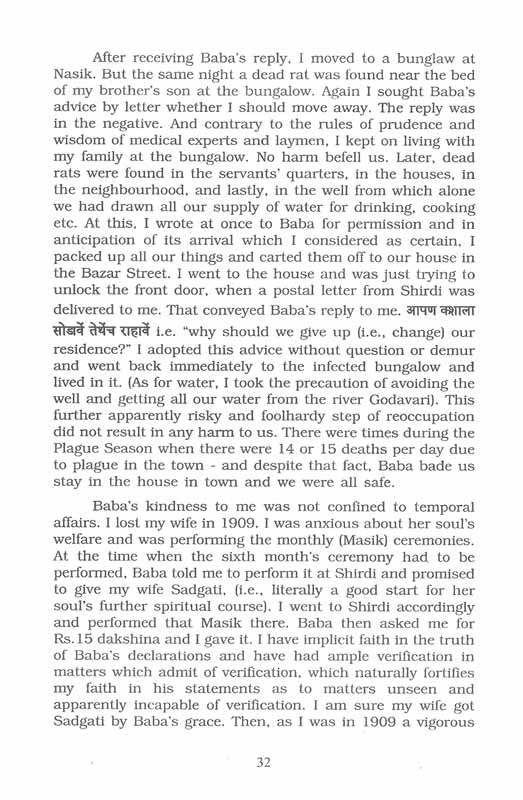 After receiving Baba's reply, I moved to a bunglaw at
Nasik. But the same night a dead rat was found near the bed
of my brother's son at the bungalow. Again I sought Baba's
advice by letter whether I should move away. The reply was
in the negative. And contrary to the rules of prudence and
wisdom of medical experts and laymen, I kept on living with
my family at the bungalow. No harm befell us. Later, dead
rats were found in the servants' quarters, in the houses, in
the neighbourhood, and lastly, in the well from which alone
we had drawn all our supply of water for drinking, cooking
etc. At this, I wrote at once to Baba for permission and in
anticipation of its arrival which I considered as certain, I
packed up all our things and carted them off to our house in
the Bazar Street. I went to the house and was just trying to
unlock the front door, when a postal letter from Shirdi was
delivered to me. That conveyed Baba's reply to me. आपण कशाला
सोडावें तेथेंच राहावें i.e. "why should we give up (i.e., change) our
residence?" I adopted this advice without question or demur
and went back immediately to the infected bungalow and
lived in it. (As for water, I took the precaution of avoiding the
well and getting all our water from the river Godavari). This
further apparently risky and foolhardy step of reoccupation
did not result in any harm to us. There were times during the
Plague Season when there were 14 or 15 deaths per day due
to plague in the town - and despite that fact, Baba bade us
stay in the house in town and we were all safe.
Baba's kindness to me was not confined to temporal
affairs. I lost my wife in 1909. I was anxious about her soul's
welfare and was performing the monthly (Masik) ceremonies.
At the time when the sixth month's ceremony had to be
performed, Baba told me to perform it at Shirdi and promised
to give my wife Sadgati, (i.e., literally a good start for her
soul's further spiritual course). I went to Shirdi accordingly
and performed that Masik there. Baba then asked me for
Rs.15 dakshina and I gave it. I have implicit faith in the truth
of Baba's declarations and have had ample verification in
matters which admit of verification, which naturally fortifies
my faith in his statements as to matters unseen and
apparently incapable of verification. I am sure my wife got
Sadgati by Baba's grace. Then, as I was in 1909 a vigorous
32